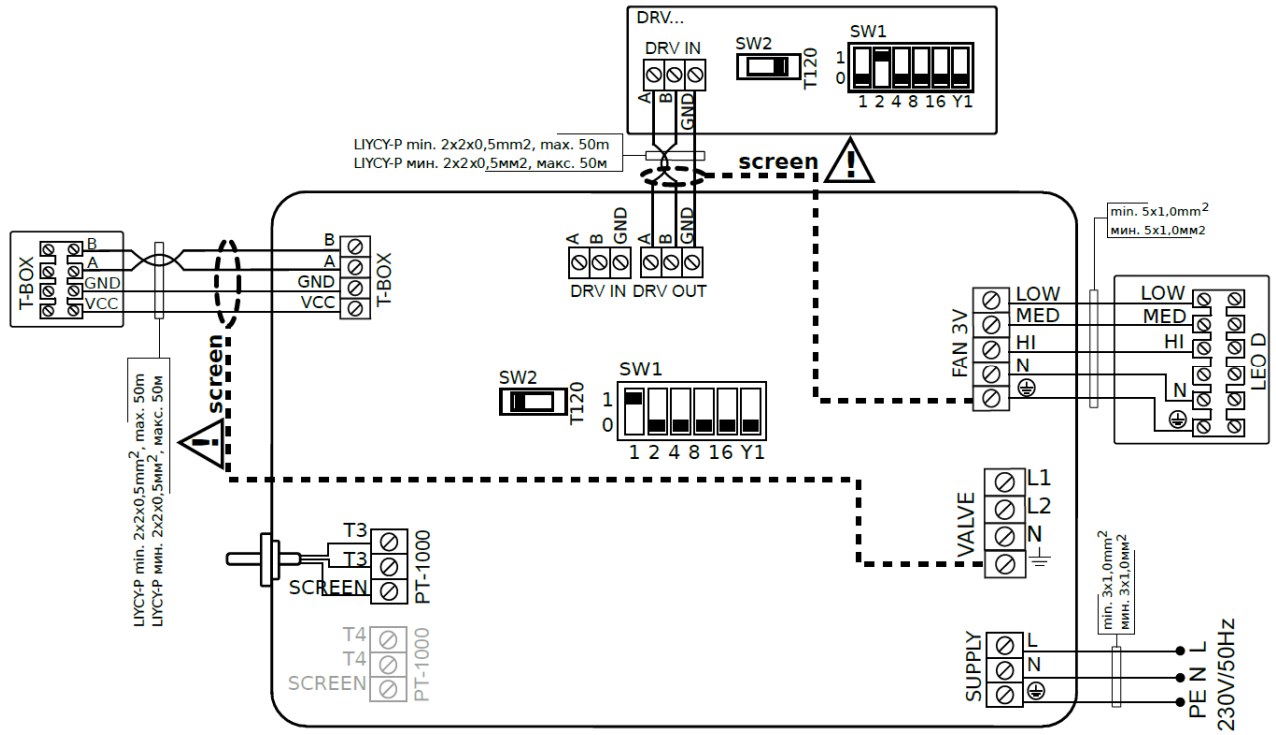 DRV...
DRV IN
SW2
T120
SW1
1
0
1 2 4 8 16 Y1
A
B
GND
LIYCY-P min. 2x2x0,5mm2, max. 50m
LIYCY-P мин. 2x2x0,5мм2, макс. 50м
screen
T-BOX
B
A
GND
VCC
B
A
GND
VCC
T-BOX
screen
LIYCY-P min. 2x2x0,5mm², max. 50m
LIYCY-P мин. 2x2x0,5мм², макс. 50м
A
B
GND
A
B
GND
DRV IN DRV OUT
min. 5x1,0mm²
мин. 5x1,0мм2
FAN 3V
LOW
MED
HI
N
LOW
MED
HI
N
LEO D
SW2
T120
SW1
1
0
1 2 4 8 16 Y1
VALVE
L1
L2
N
T3
T3
SCREEN
PT-1000
T4
T4
SCREEN
PT-1000
min. 3x1,0mm²
мин. 3x1,0мм²
SUPPLY
L
N
PE N L
230V/50Hz